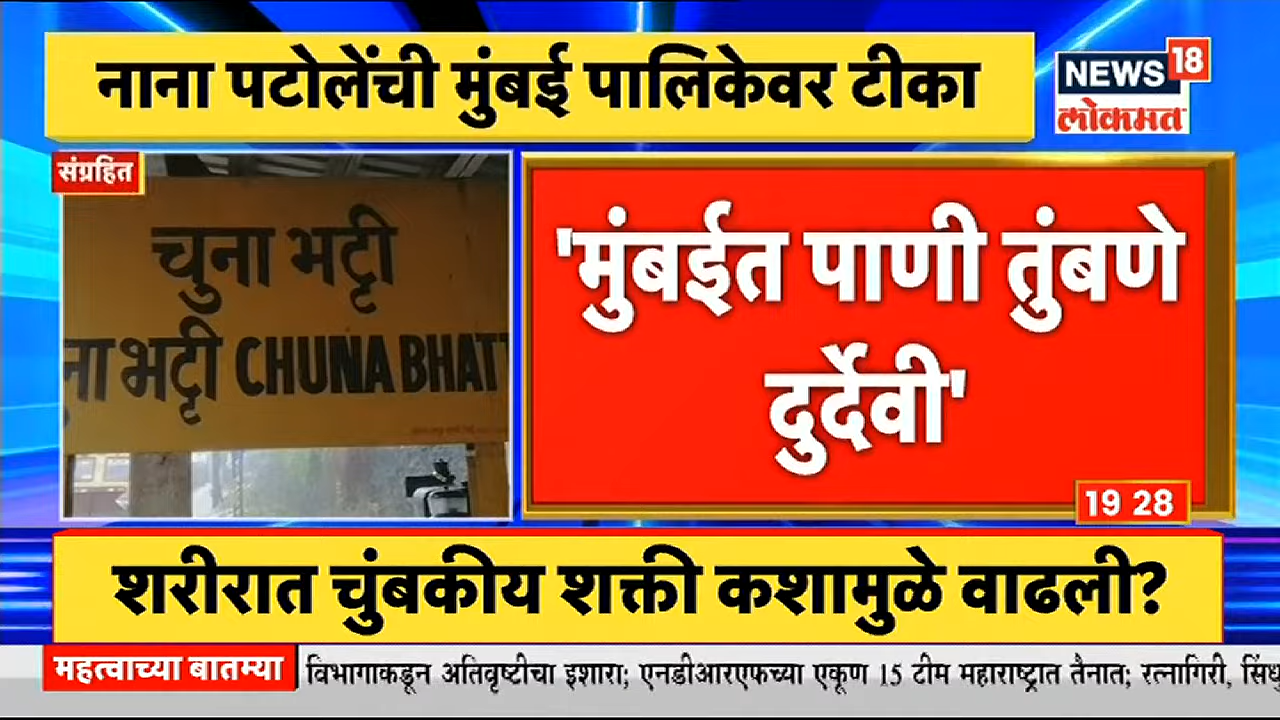 नाना पटोलेंची मुंबई पालिकेवर टीका
NEWS 18
लोकमत
संग्रहित
चुना भट्टी
ना भट्टी CHUNA BHAT
'मुंबईत पाणी तुंबणे
दुर्देवी'
19 28
शरीरात चुंबकीय शक्ती कशामुळे वाढली?
महत्वाच्या बातम्या
विभागाकडून अतिवृष्टीचा इशारा; एनडीआरएफच्या एकूण 15 टीम महाराष्ट्रात तैनात; रत्नागिरी, सिंधु